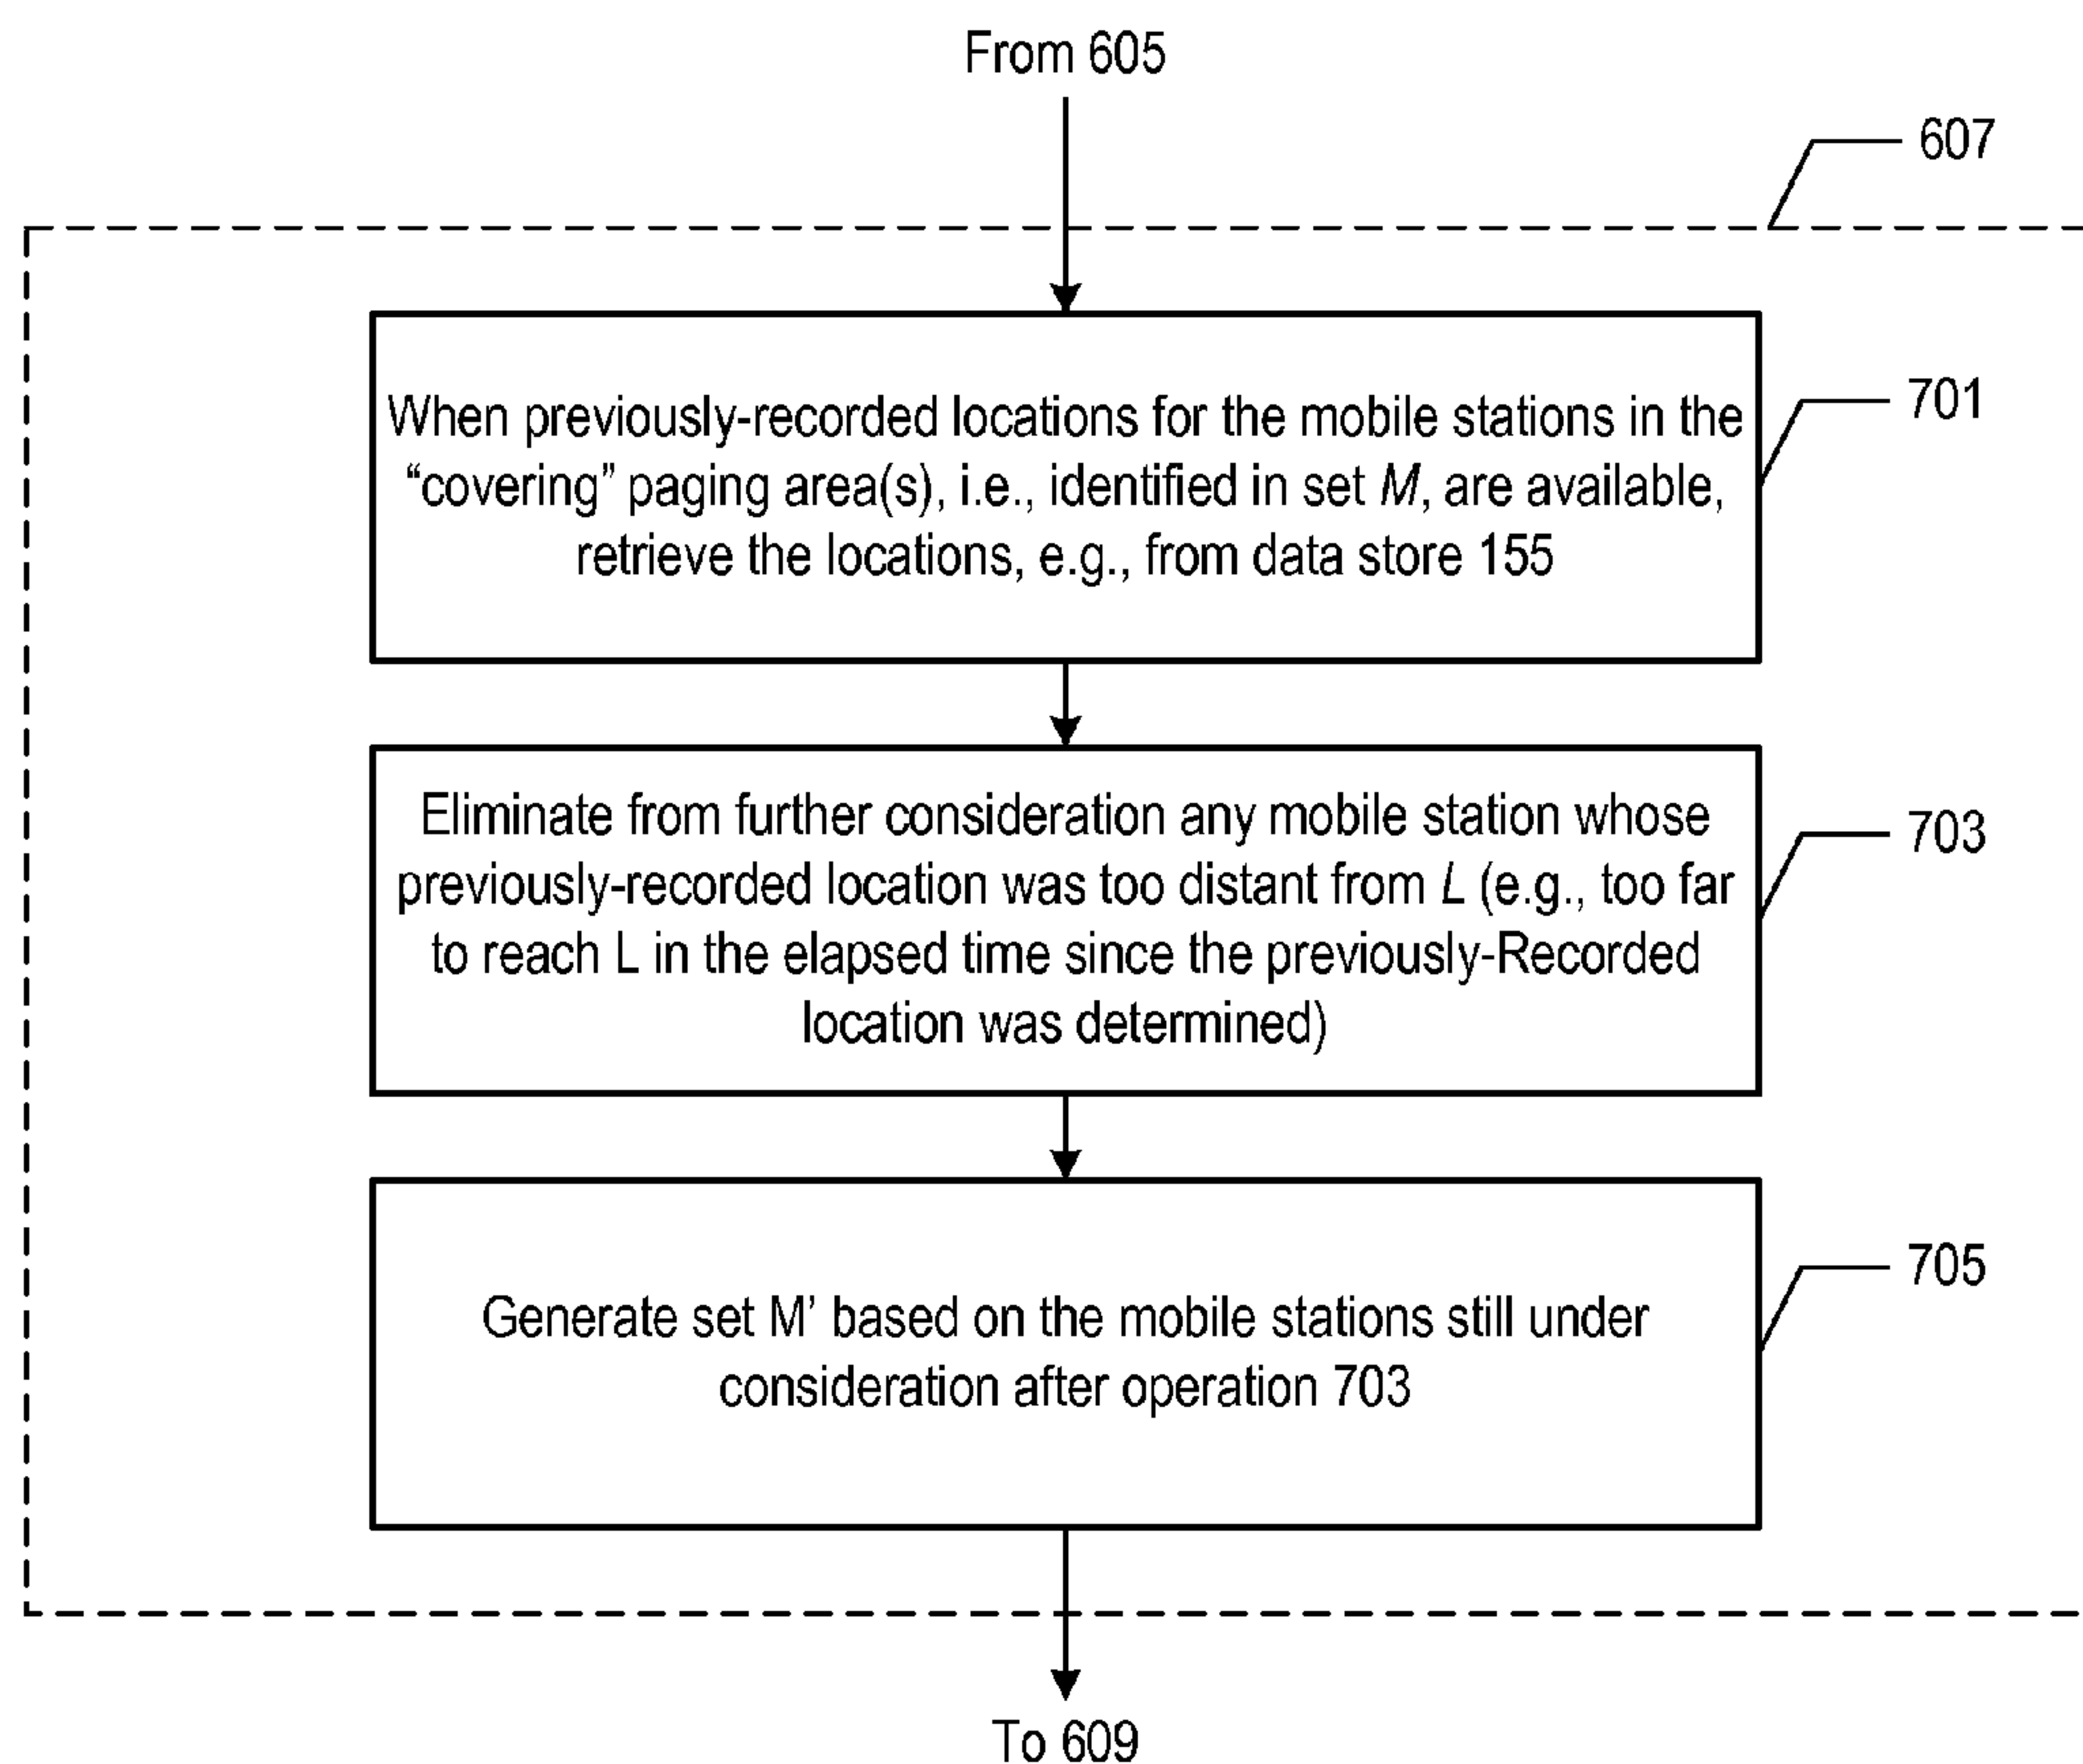 From 605
607
When previously-recorded locations for the mobile stations in the
“covering” paging area(s), i.e., identified in set M, are available,
retrieve the locations, e.g., from data store 155
701
Eliminate from further consideration any mobile station whose
previously-recorded location was too distant from L (e.g., too far
to reach L in the elapsed time since the previously-Recorded
location was determined)
703
Generate set M’ based on the mobile stations still under
consideration after operation 703
705
To 609